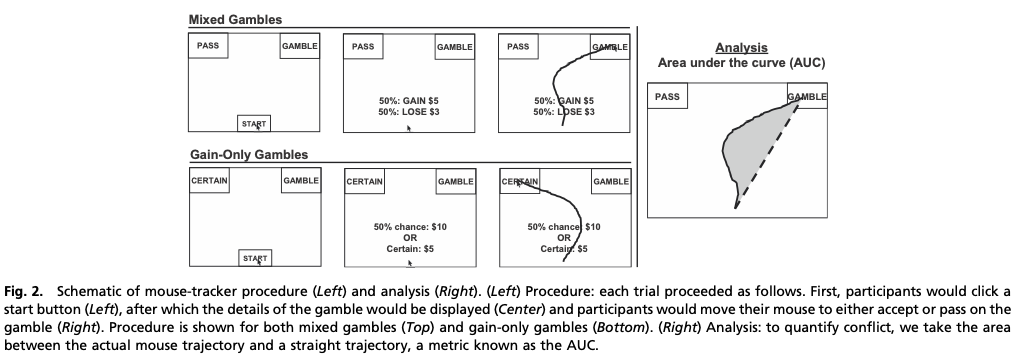 Mixed Gambles
PASS GAMBLE
START
PASS GAMBLE
50%: GAIN $5
50%: LOSE $3
PASS GAMBLE
50%: GAIN $5
50%: LOSE $3
Gain-Only Gambles
CERTAIN GAMBLE
START
CERTAIN GAMBLE
50% chance: $10
OR
Certain: $5
CERTAIN GAMBLE
50% chance: $10
OR
Certain: $5
Analysis
Area under the curve (AUC)
PASS GAMBLE
Fig. 2. Schematic of mouse-tracker procedure (Left) and analysis (Right). (Left) Procedure: each trial proceeded as follows. First, participants would click a
start button (Left), after which the details of the gamble would be displayed (Center) and participants would move their mouse to either accept or pass on the
gamble (Right). Procedure is shown for both mixed gambles (Top) and gain-only gambles (Bottom). (Right) Analysis: to quantify conflict, we take the area
between the actual mouse trajectory and a straight trajectory, a metric known as the AUC.